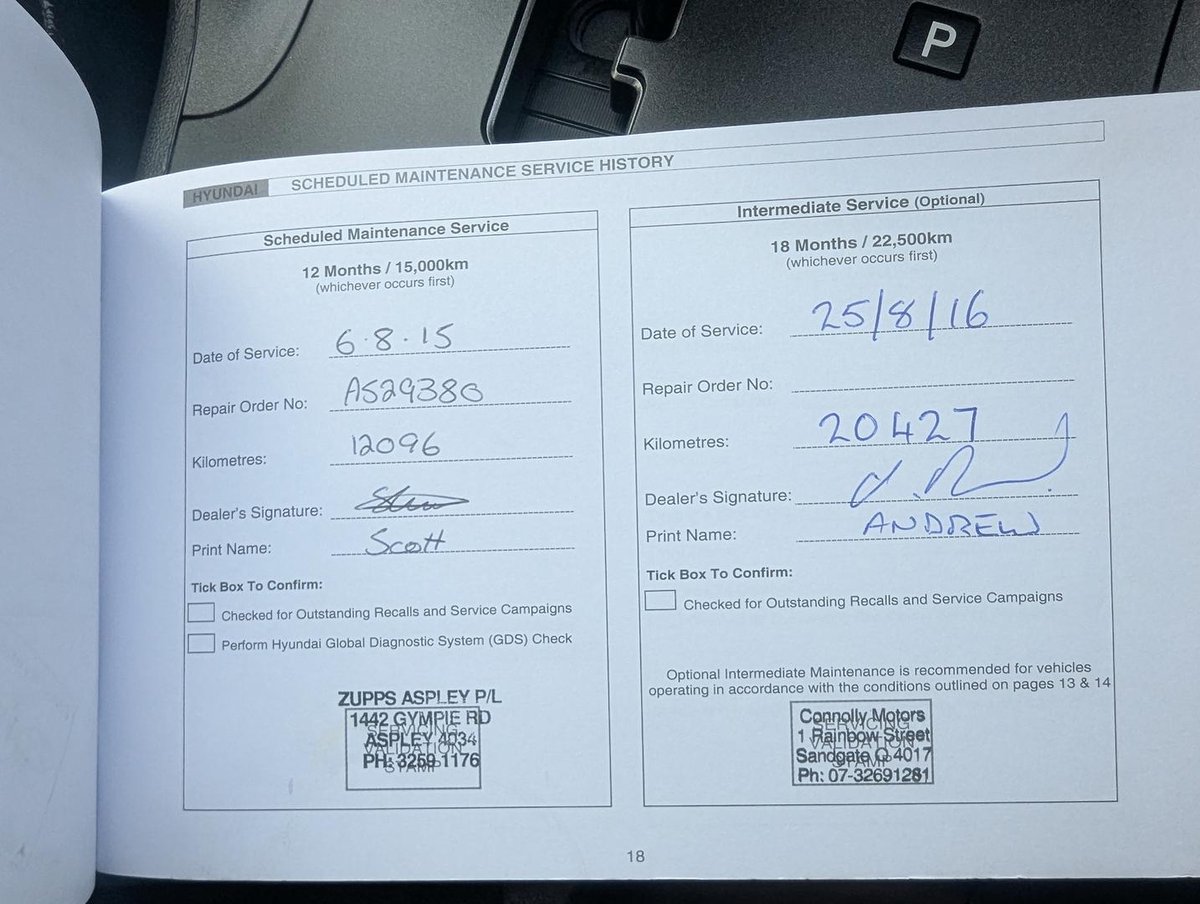 P
HYUNDAI SCHEDULED MAINTENANCE SERVICE HISTORY
Scheduled Maintenance Service
12 Months / 15,000km
(whichever occurs first)
Date of Service: 6.8.15
Repair Order No: AS29380
Kilometres: 12096
Dealer's Signature:
Print Name: Scott
Tick Box To Confirm:
Checked for Outstanding Recalls and Service Campaigns
Perform Hyundai Global Diagnostic System (GDS) Check
ZUPPS ASPLEY P/L
1442 GYMPIE RD
ASPLEY 4034
PH: 3259 1176
SERVICING
VALIDATION
STAMP
Intermediate Service (Optional)
18 Months / 22,500km
(whichever occurs first)
Date of Service: 25/8/16
Repair Order No:
Kilometres: 20427
Dealer's Signature:
Print Name: ANDREW
Tick Box To Confirm:
Checked for Outstanding Recalls and Service Campaigns
Optional Intermediate Maintenance is recommended for vehicles
operating in accordance with the conditions outlined on pages 13 & 14
Connolly Motors
1 Rainbow Street
Sandgate Q 4017
Ph: 07-32691281
SERVICING
VALIDATION
STAMP
18